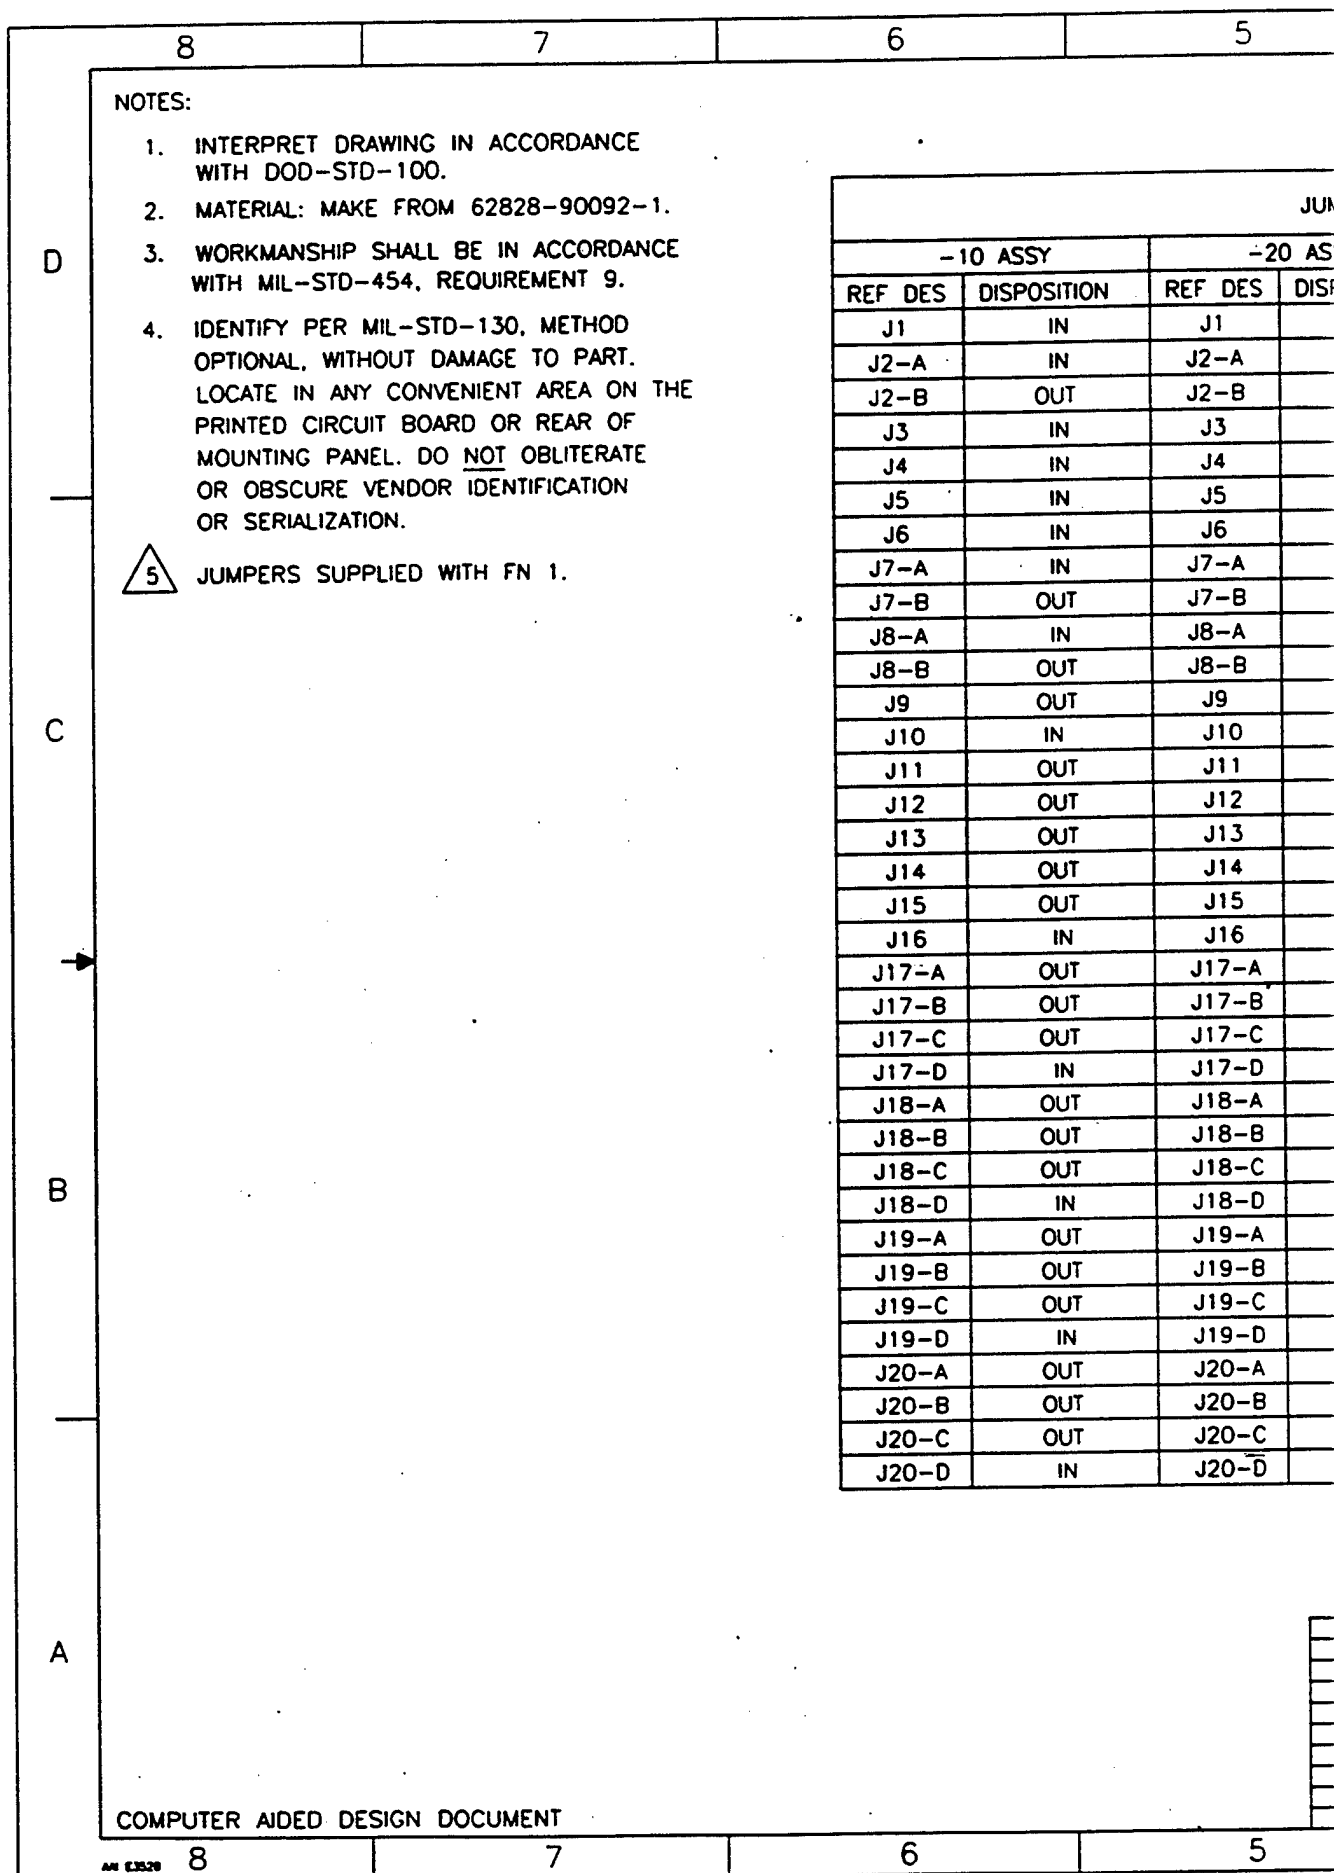 8 7 6 5
NOTES:
1. INTERPRET DRAWING IN ACCORDANCE
WITH DOD-STD-100.
2. MATERIAL: MAKE FROM 62828-90092-1.
3. WORKMANSHIP SHALL BE IN ACCORDANCE
WITH MIL-STD-454, REQUIREMENT 9.
4. IDENTIFY PER MIL-STD-130, METHOD
OPTIONAL, WITHOUT DAMAGE TO PART.
LOCATE IN ANY CONVENIENT AREA ON THE
PRINTED CIRCUIT BOARD OR REAR OF
MOUNTING PANEL. DO NOT OBLITERATE
OR OBSCURE VENDOR IDENTIFICATION
OR SERIALIZATION.
5 JUMPERS SUPPLIED WITH FN 1.
D
C
B
A
JUM
-10 ASSY -20 AS
REF DES DISPOSITION REF DES DISP
J1 IN J1
J2-A IN J2-A
J2-B OUT J2-B
J3 IN J3
J4 IN J4
J5 IN J5
J6 IN J6
J7-A IN J7-A
J7-B OUT J7-B
J8-A IN J8-A
J8-B OUT J8-B
J9 OUT J9
J10 IN J10
J11 OUT J11
J12 OUT J12
J13 OUT J13
J14 OUT J14
J15 OUT J15
J16 IN J16
J17-A OUT J17-A
J17-B OUT J17-B
J17-C OUT J17-C
J17-D IN J17-D
J18-A OUT J18-A
J18-B OUT J18-B
J18-C OUT J18-C
J18-D IN J18-D
J19-A OUT J19-A
J19-B OUT J19-B
J19-C OUT J19-C
J19-D IN J19-D
J20-A OUT J20-A
J20-B OUT J20-B
J20-C OUT J20-C
J20-D IN J20-D
COMPUTER AIDED DESIGN DOCUMENT
8 7 6 5